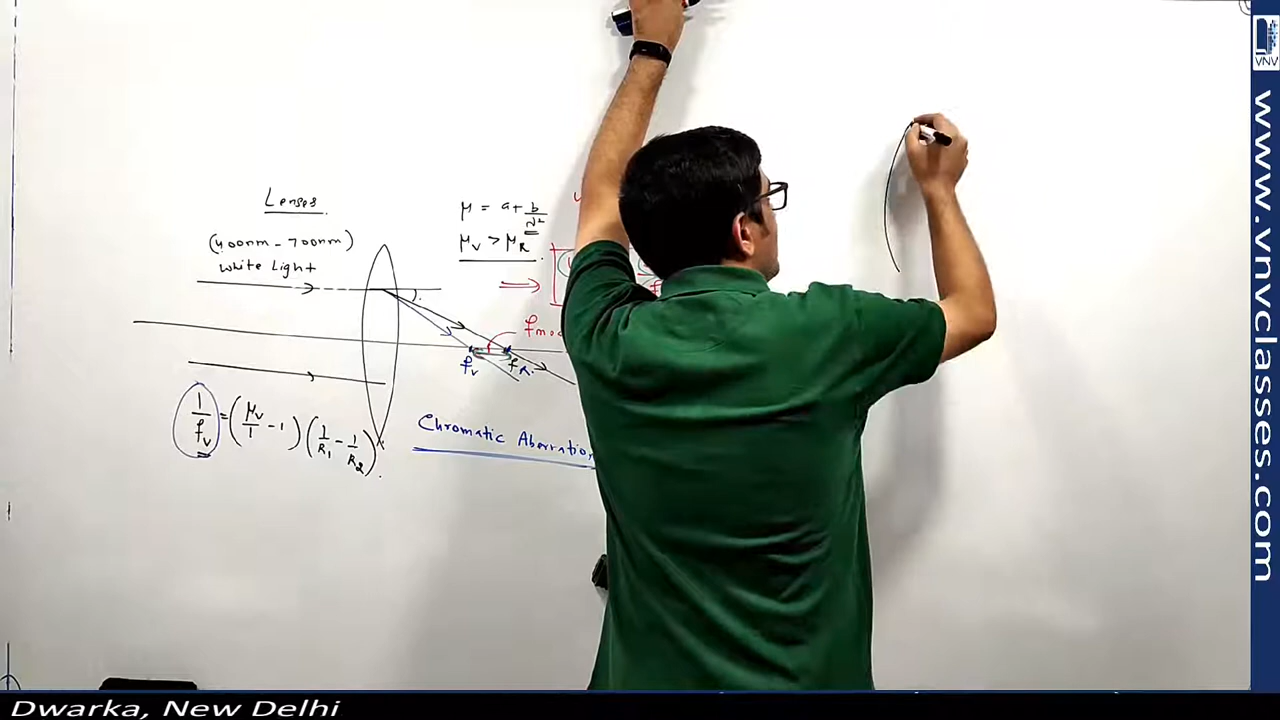 Lenses
(400nm - 700nm)
White Light
μ = a + b/λ²
μv > μR
fv
fR
1/fv = (μv/1 - 1)(1/R1 - 1/R2).
Chromatic Aberration
VNV
www.vnvclasses.com
Dwarka, New Delhi